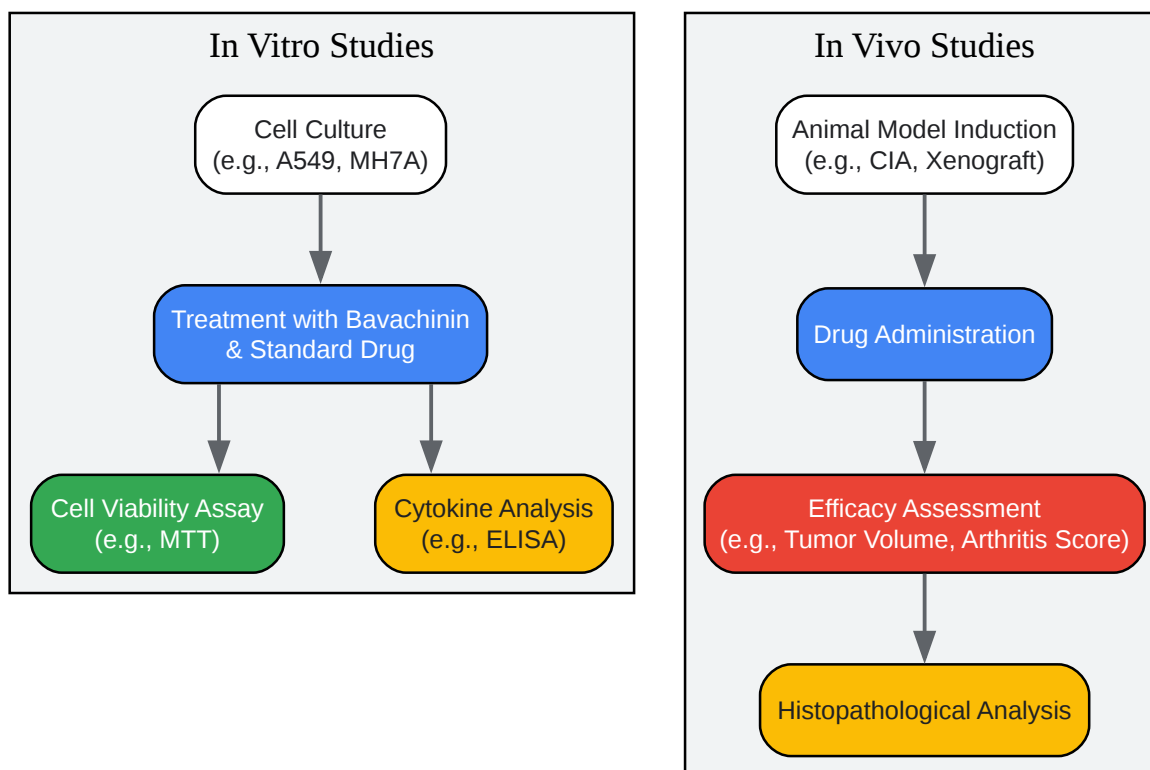 In Vitro Studies
Cell Culture
(e.g., A549, MH7A)
Treatment with Bavachinin
& Standard Drug
Cell Viability Assay
(e.g., MTT)
Cytokine Analysis
(e.g., ELISA)
In Vivo Studies
Animal Model Induction
(e.g., CIA, Xenograft)
Drug Administration
Efficacy Assessment
(e.g., Tumor Volume, Arthritis Score)
Histopathological Analysis